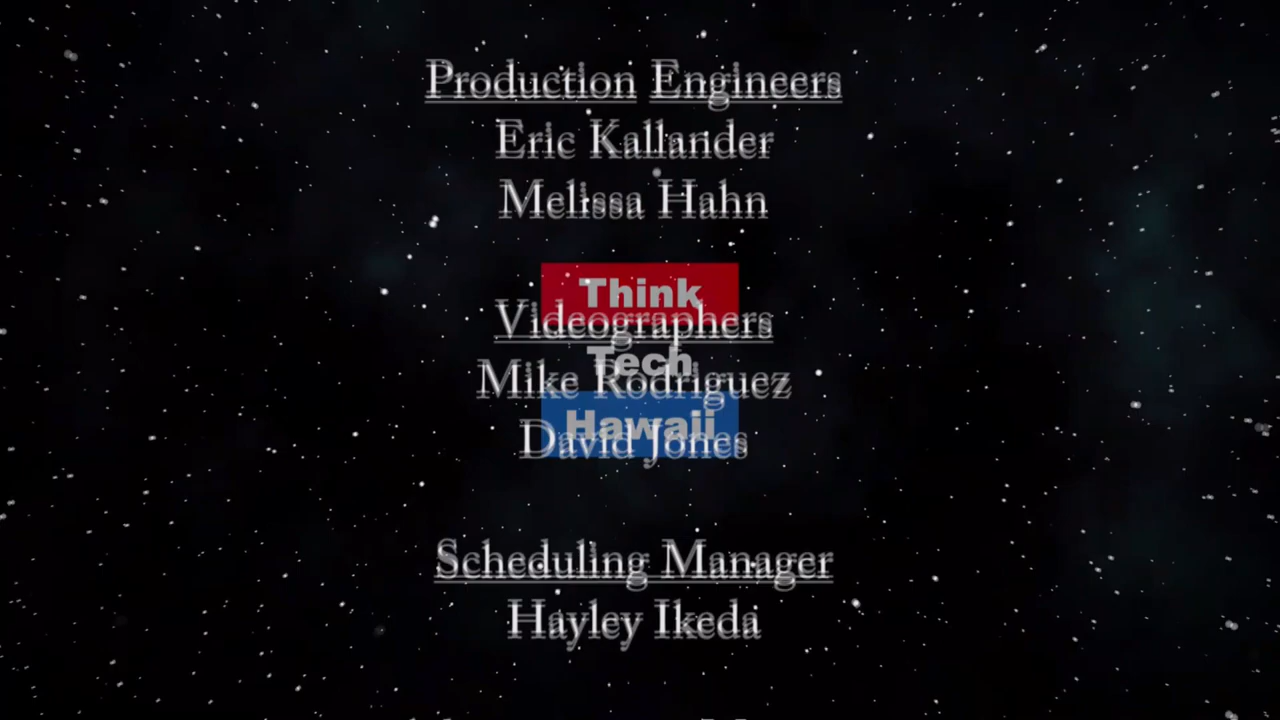 Production Engineers
Eric Kallander
Melissa Hahn
Think
Videographers
Tech
Mike Rodriguez
Hawaii
David Jones
Scheduling Manager
Hayley Ikeda